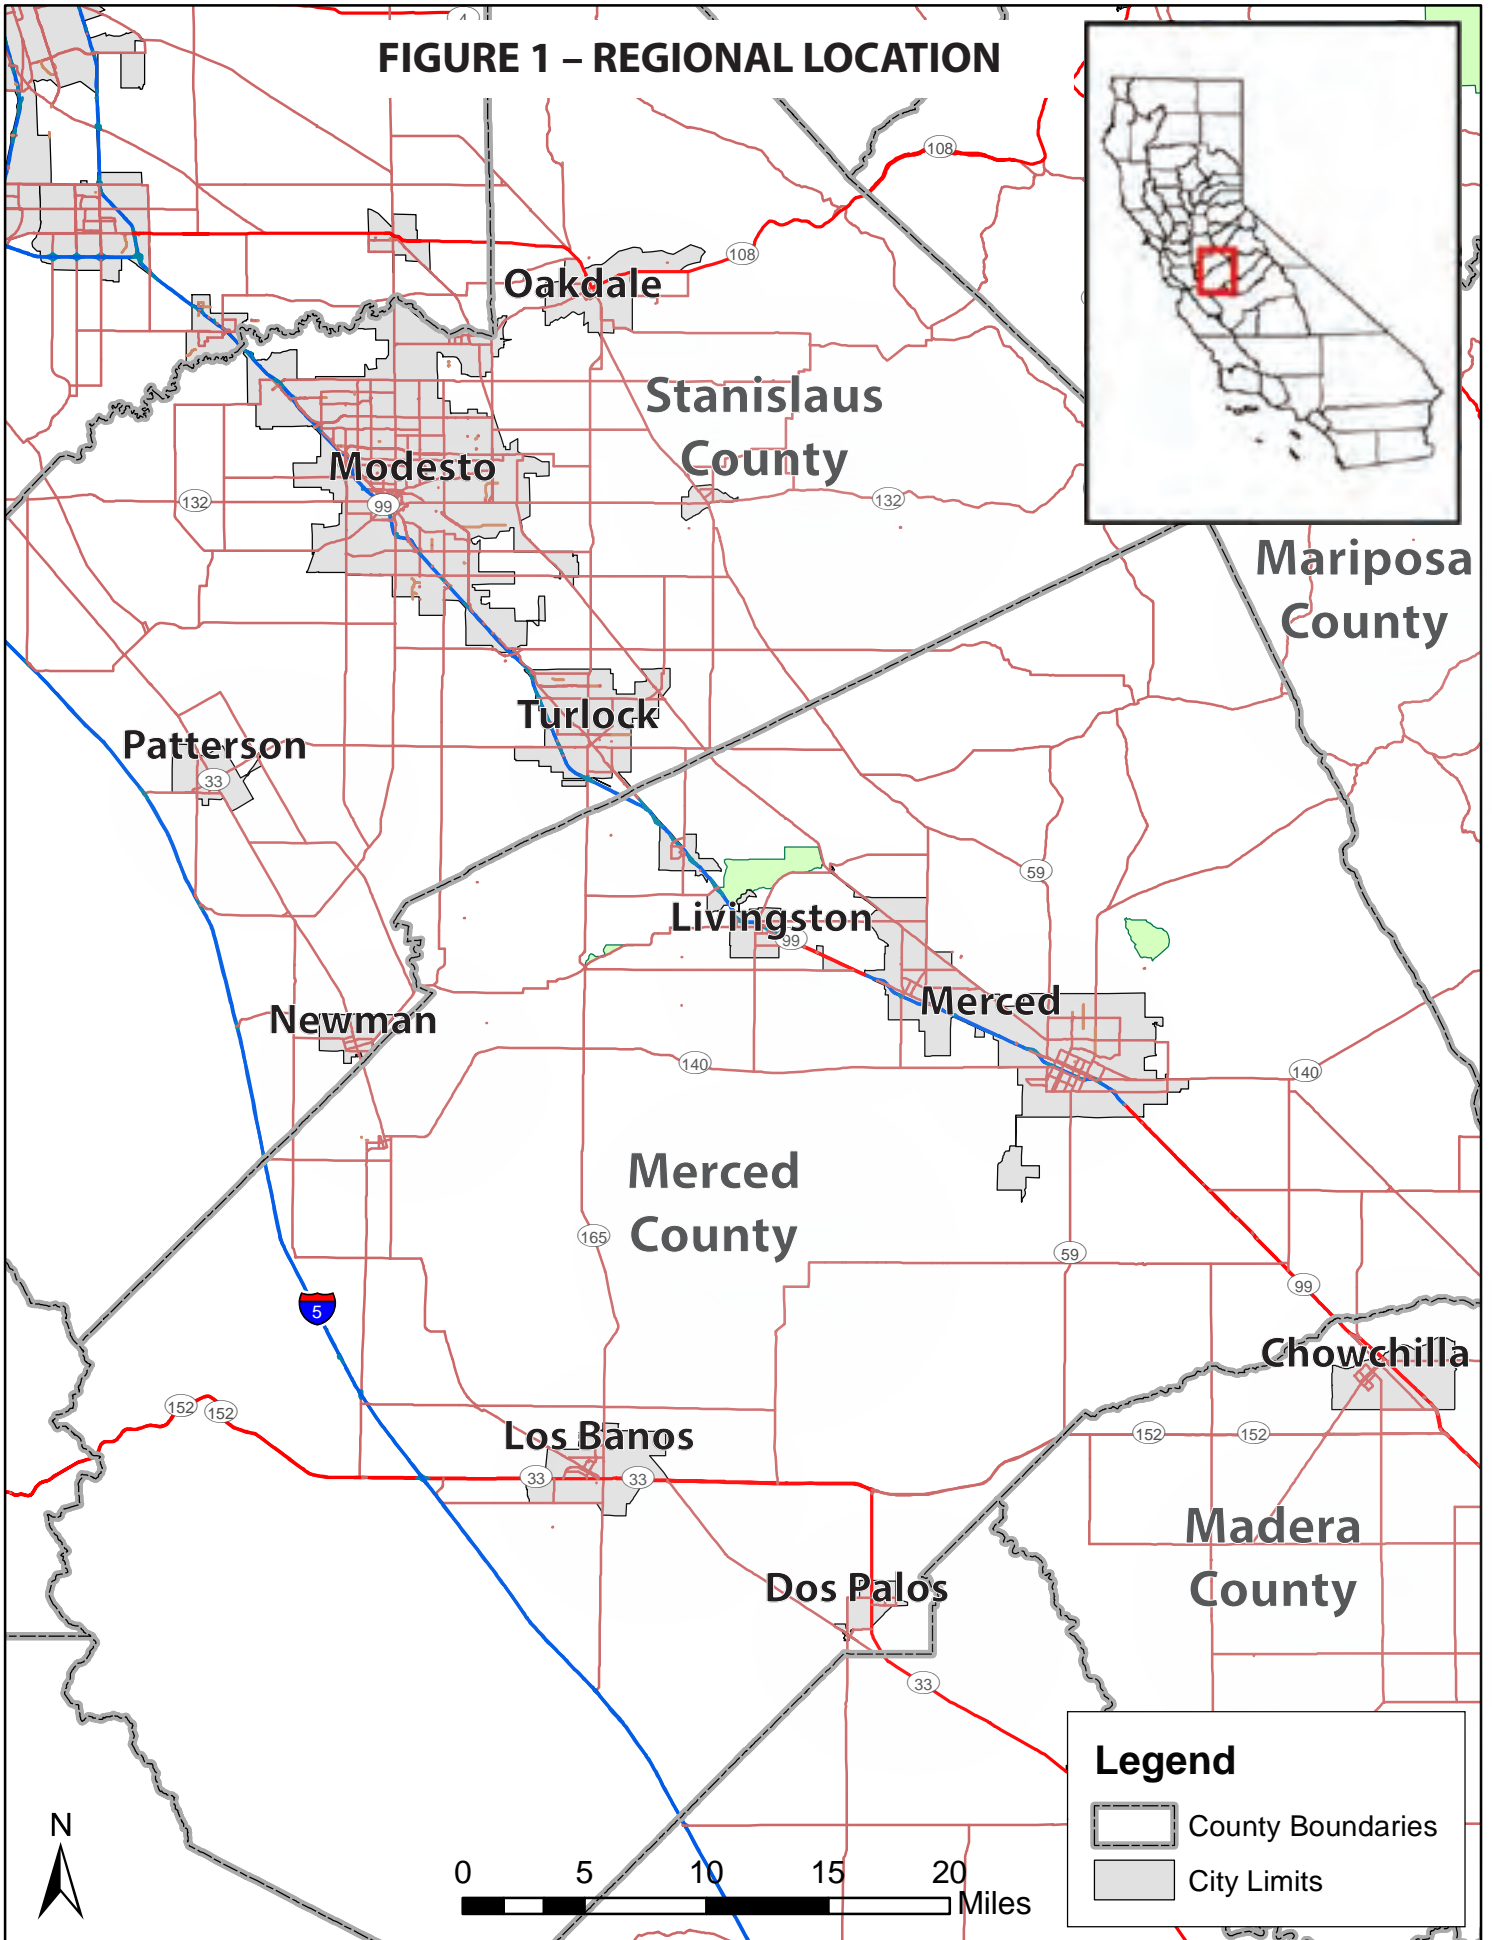 4
FIGURE 1 – REGIONAL LOCATION
108
108
Oakdale
Stanislaus
County
Modesto
132
99
132
Mariposa
County
Turlock
Patterson
33
59
Livingston
99
Merced
Newman
140
140
Merced
County
165
59
99
5
Chowchilla
152
152
Los Banos
152
152
33
33
Madera
County
Dos Palos
33
Legend
County Boundaries
City Limits
N
0 5 10 15 20
Miles